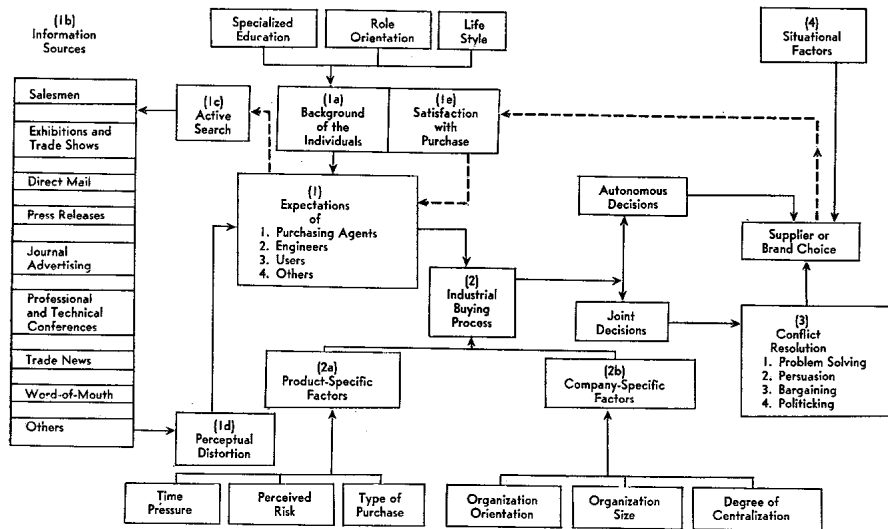 (1b)
Information
Sources
Specialized
Education
Role
Orientation
Life
Style
(4)
Situational
Factors
Salesmen
Exhibitions and
Trade Shows
Direct Mail
Press Releases
Journal
Advertising
Professional
and Technical
Conferences
Trade News
Word-of-Mouth
Others
(1c)
Active
Search
(1a)
Background
of the
Individuals
(1e)
Satisfaction
with
Purchase
(1)
Expectations
of
1. Purchasing Agents
2. Engineers
3. Users
4. Others
Autonomous
Decisions
Supplier or
Brand Choice
(2)
Industrial
Buying
Process
Joint
Decisions
(3)
Conflict
Resolution
1. Problem Solving
2. Persuasion
3. Bargaining
4. Politicking
(2a)
Product-Specific
Factors
(2b)
Company-Specific
Factors
(1d)
Perceptual
Distortion
Time
Pressure
Perceived
Risk
Type of
Purchase
Organization
Orientation
Organization
Size
Degree of
Centralization